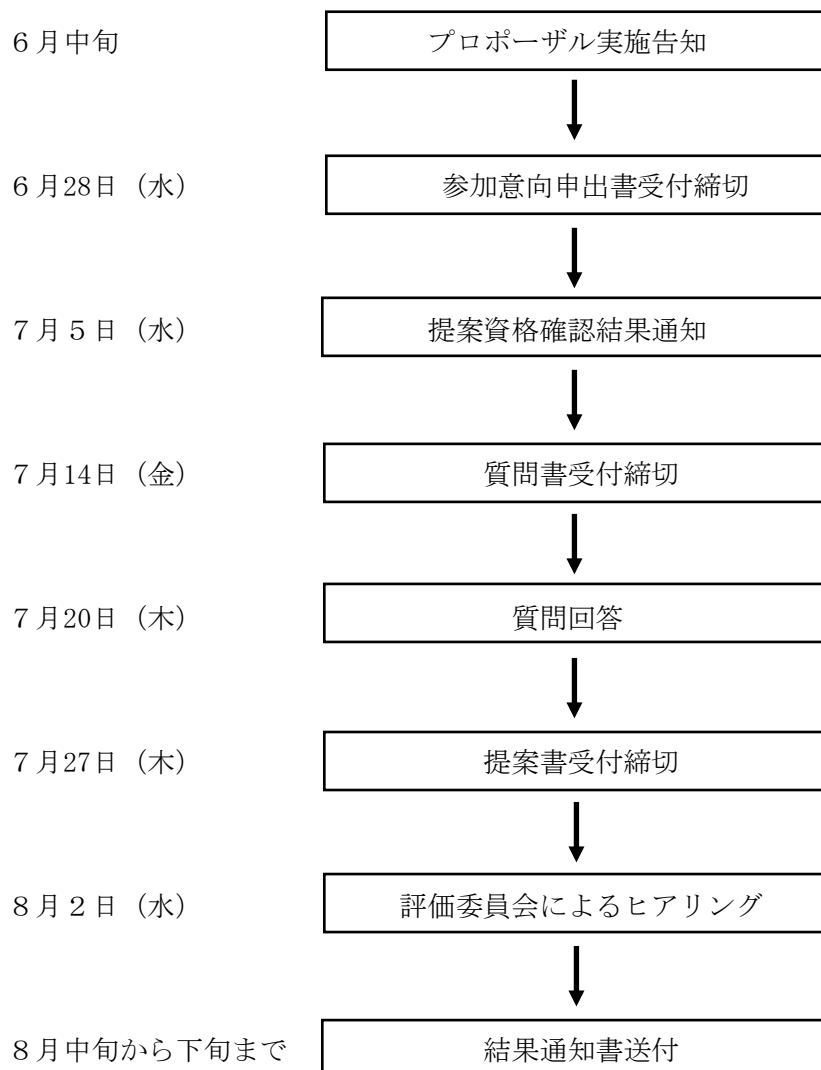 ６月中旬 プロポーザル実施告知
６月28日（水） 参加意向申出書受付締切
７月５日（水） 提案資格確認結果通知
７月14日（金） 質問書受付締切
７月20日（木） 質問回答
７月27日（木） 提案書受付締切
８月２日（水） 評価委員会によるヒアリング
８月中旬から下旬まで 結果通知書送付